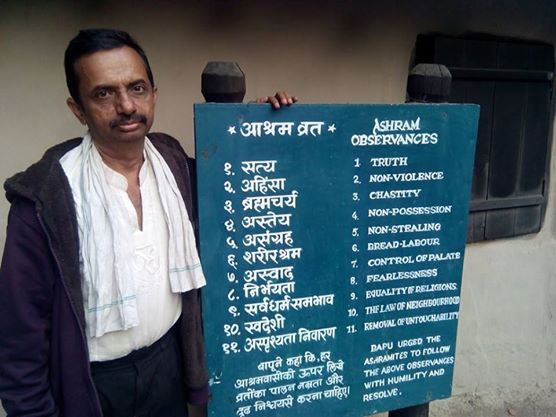 * आश्रम व्रत *
१. सत्य
२. अहिंसा
३. ब्रह्मचर्य
४. अस्तेय
५. असंग्रह
६. शरीरश्रम
७. अस्वाद
८. निर्भयता
९. सर्वधर्मसमभाव
१०. स्वदेशी
११. अस्पृश्यता निवारण
बापूने कहा कि, हर
आश्रमवासीको ऊपर लिखे
व्रतोंका पालन नम्रता और
दृढ़ निश्चयसे करना चाहिए।
ASHRAM
OBSERVANCES
1. TRUTH
2. NON-VIOLENCE
3. CHASTITY
4. NON-POSSESSION
5. NON-STEALING
6. BREAD-LABOUR
7. CONTROL OF PALATE
8. FEARLESSNESS
9. EQUALITY OF RELIGIONS.
10. THE LAW OF NEIGHBOURHOOD
11. REMOVAL OF UNTOUCHABILITY
BAPU URGED THE
ASHRAMITES TO FOLLOW
THE ABOVE OBSERVANCES
WITH HUMILITY AND
RESOLVE.